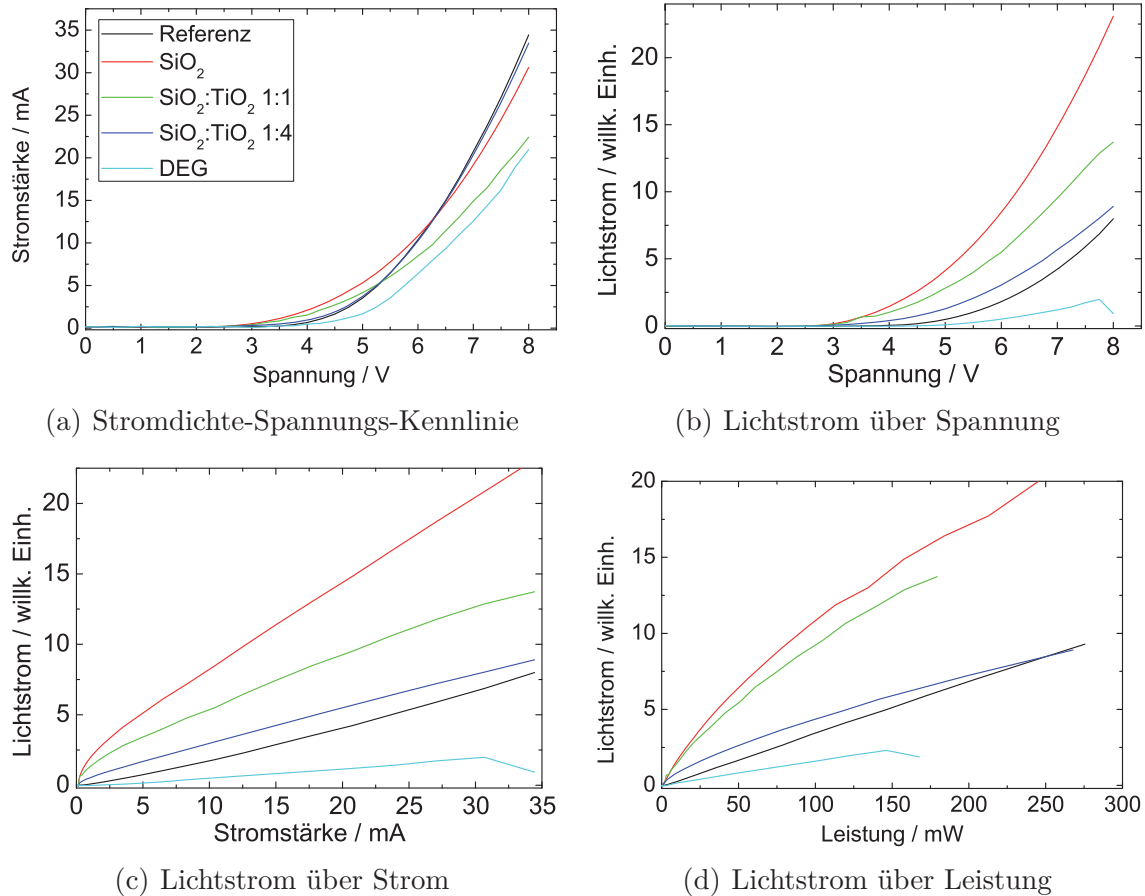 Stromstärke / mA
35
30
25
20
15
10
5
0
Referenz
SiO2
SiO2:TiO2 1:1
SiO2:TiO2 1:4
DEG
0 1 2 3 4 5 6 7 8
Spannung / V
(a) Stromdichte-Spannungs-Kennlinie
Lichtstrom / willk. Einh.
20
15
10
5
0
0 1 2 3 4 5 6 7 8
Spannung / V
(b) Lichtstrom über Spannung
Lichtstrom / willk. Einh.
20
15
10
5
0
0 5 10 15 20 25 30 35
Stromstärke / mA
(c) Lichtstrom über Strom
Lichtstrom / willk. Einh.
20
15
10
5
0
0 50 100 150 200 250 300
Leistung / mW
(d) Lichtstrom über Leistung